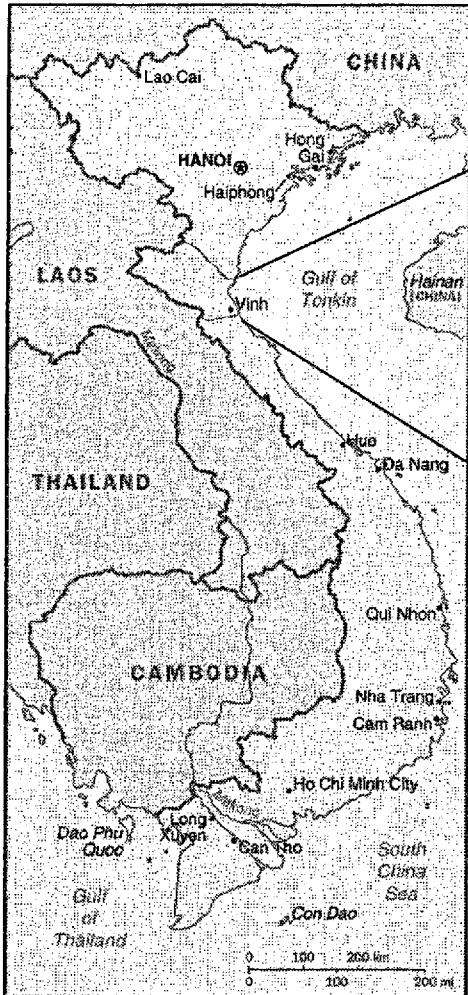 CHINA
Lao Cai
Hong
Gai
HANOI
Haiphong
LAOS
Gulf of
Tonkin
Hainan
(CHINA)
Vinh
Mekong
Hue
Da Nang
THAILAND
Qui Nhon
CAMBODIA
Nha Trang
Cam Ranh
Ho Chi Minh City
Mekong
Long
Xuyen
Dao Phu
Quoc
Can Tho
South
China
Sea
Gulf
of
Thailand
Con Dao
0 100 200 km
0 100 200 mi